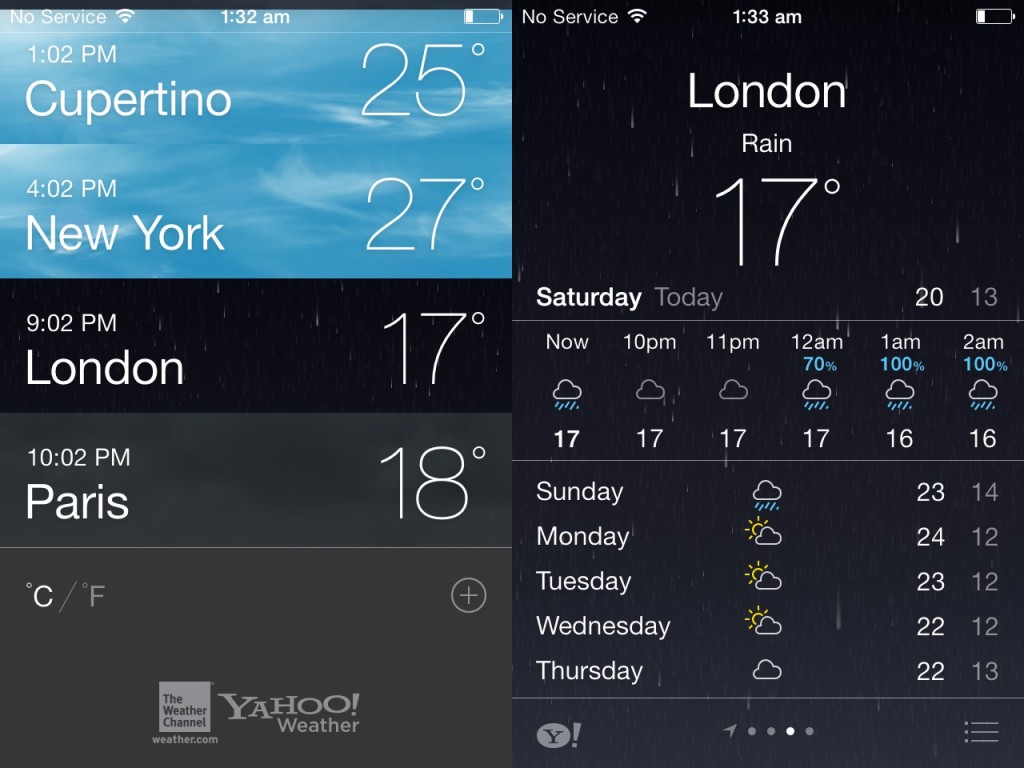 No Service 1:32 am
1:02 PM
Cupertino 25°
4:02 PM
New York 27°
9:02 PM
London 17°
10:02 PM
Paris 18°
°C / °F
The
Weather
Channel
weather.com
YAHOO!
Weather
No Service 1:33 am
London
Rain
17°
Saturday Today 20 13
Now 10pm 11pm 12am 1am 2am
70% 100% 100%
17 17 17 17 16 16
Sunday 23 14
Monday 24 12
Tuesday 23 12
Wednesday 22 12
Thursday 22 13
Y!